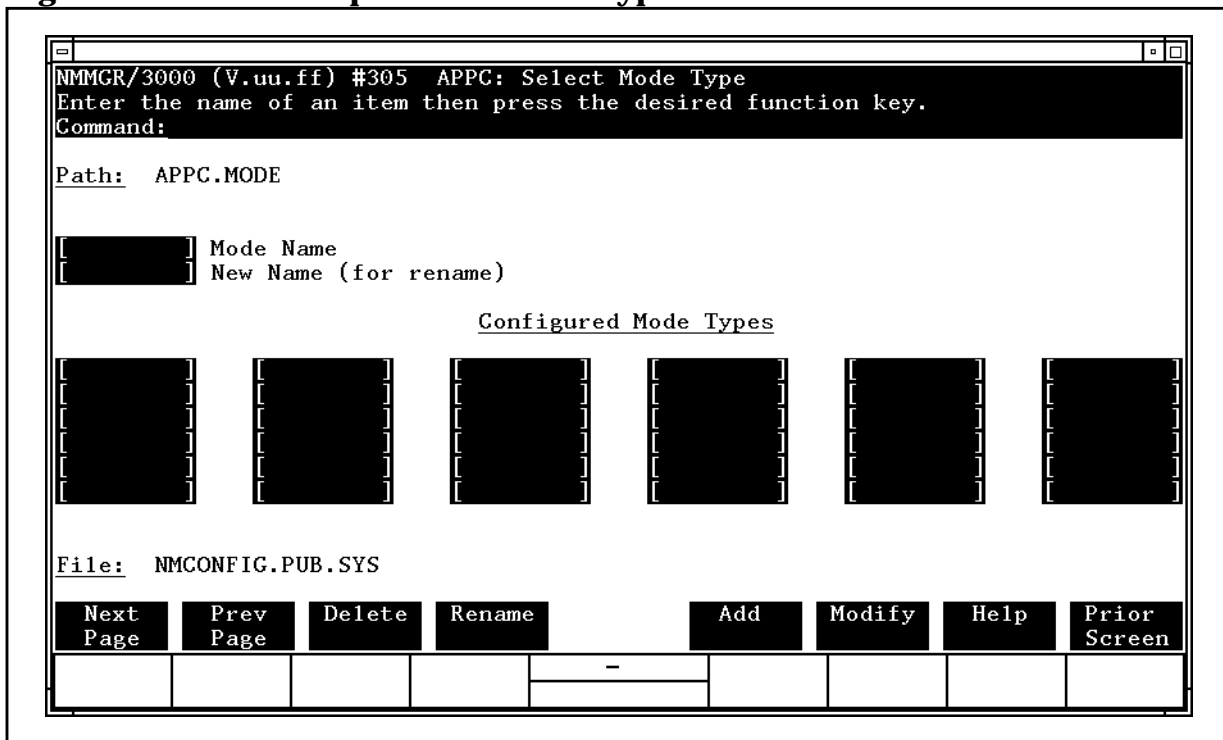 NMMGR/3000 (V.uu.ff) #305 APPC: Select Mode Type
Enter the name of an item then press the desired function key.
Command:
Path: APPC.MODE
[ ] Mode Name
[ ] New Name (for rename)
Configured Mode Types
[ ] [ ] [ ] [ ] [ ] [ ]
[ ] [ ] [ ] [ ] [ ] [ ]
[ ] [ ] [ ] [ ] [ ] [ ]
[ ] [ ] [ ] [ ] [ ] [ ]
[ ] [ ] [ ] [ ] [ ] [ ]
[ ] [ ] [ ] [ ] [ ] [ ]
File: NMCONFIG.PUB.SYS
Next Page Prev Page Delete Rename Add Modify Help Prior Screen